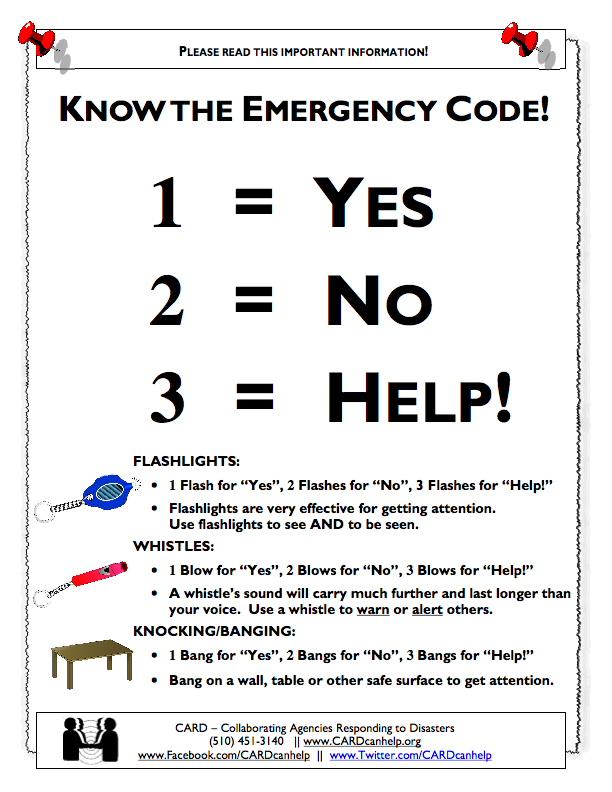 PLEASE READ THIS IMPORTANT INFORMATION!
KNOW THE EMERGENCY CODE!
1 = YES
2 = NO
3 = HELP!
FLASHLIGHTS:
• 1 Flash for “Yes”, 2 Flashes for “No”, 3 Flashes for “Help!”
• Flashlights are very effective for getting attention.
Use flashlights to see AND to be seen.
WHISTLES:
• 1 Blow for “Yes”, 2 Blows for “No”, 3 Blows for “Help!”
• A whistle’s sound will carry much further and last longer than
your voice. Use a whistle to warn or alert others.
KNOCKING/BANGING:
• 1 Bang for “Yes”, 2 Bangs for “No”, 3 Bangs for “Help!”
• Bang on a wall, table or other safe surface to get attention.
CARD – Collaborating Agencies Responding to Disasters
(510) 451-3140 || www.CARDcanhelp.org
www.Facebook.com/CARDcanhelp || www.Twitter.com/CARDcanhelp